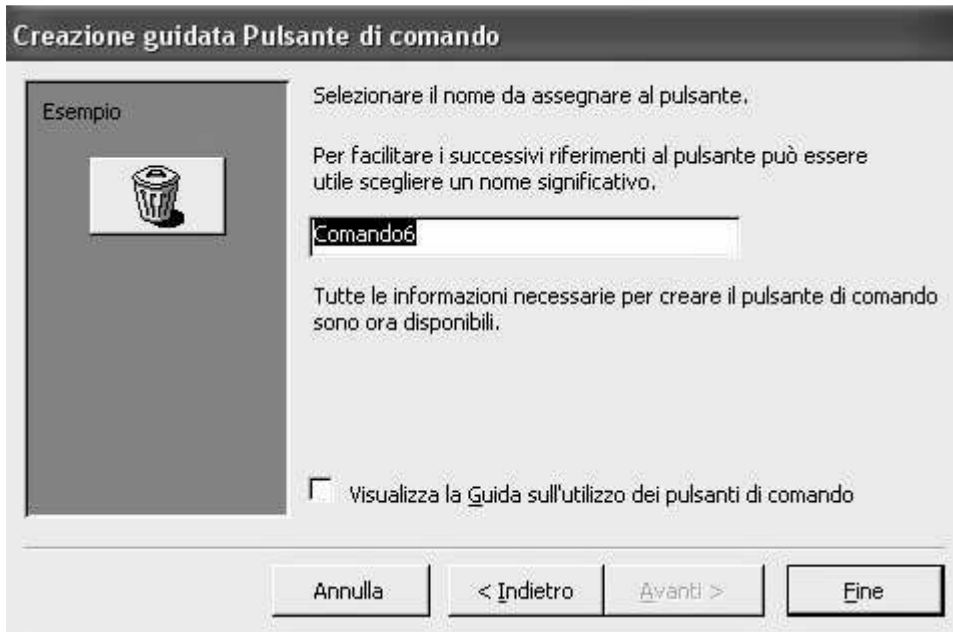 Creazione guidata Pulsante di comando
Esempio
Selezionare il nome da assegnare al pulsante.
Per facilitare i successivi riferimenti al pulsante può essere
utile scegliere un nome significativo.
Comando6
Tutte le informazioni necessarie per creare il pulsante di comando
sono ora disponibili.
Visualizza la Guida sull'utilizzo dei pulsanti di comando
Annulla
< Indietro
Avanti >
Fine